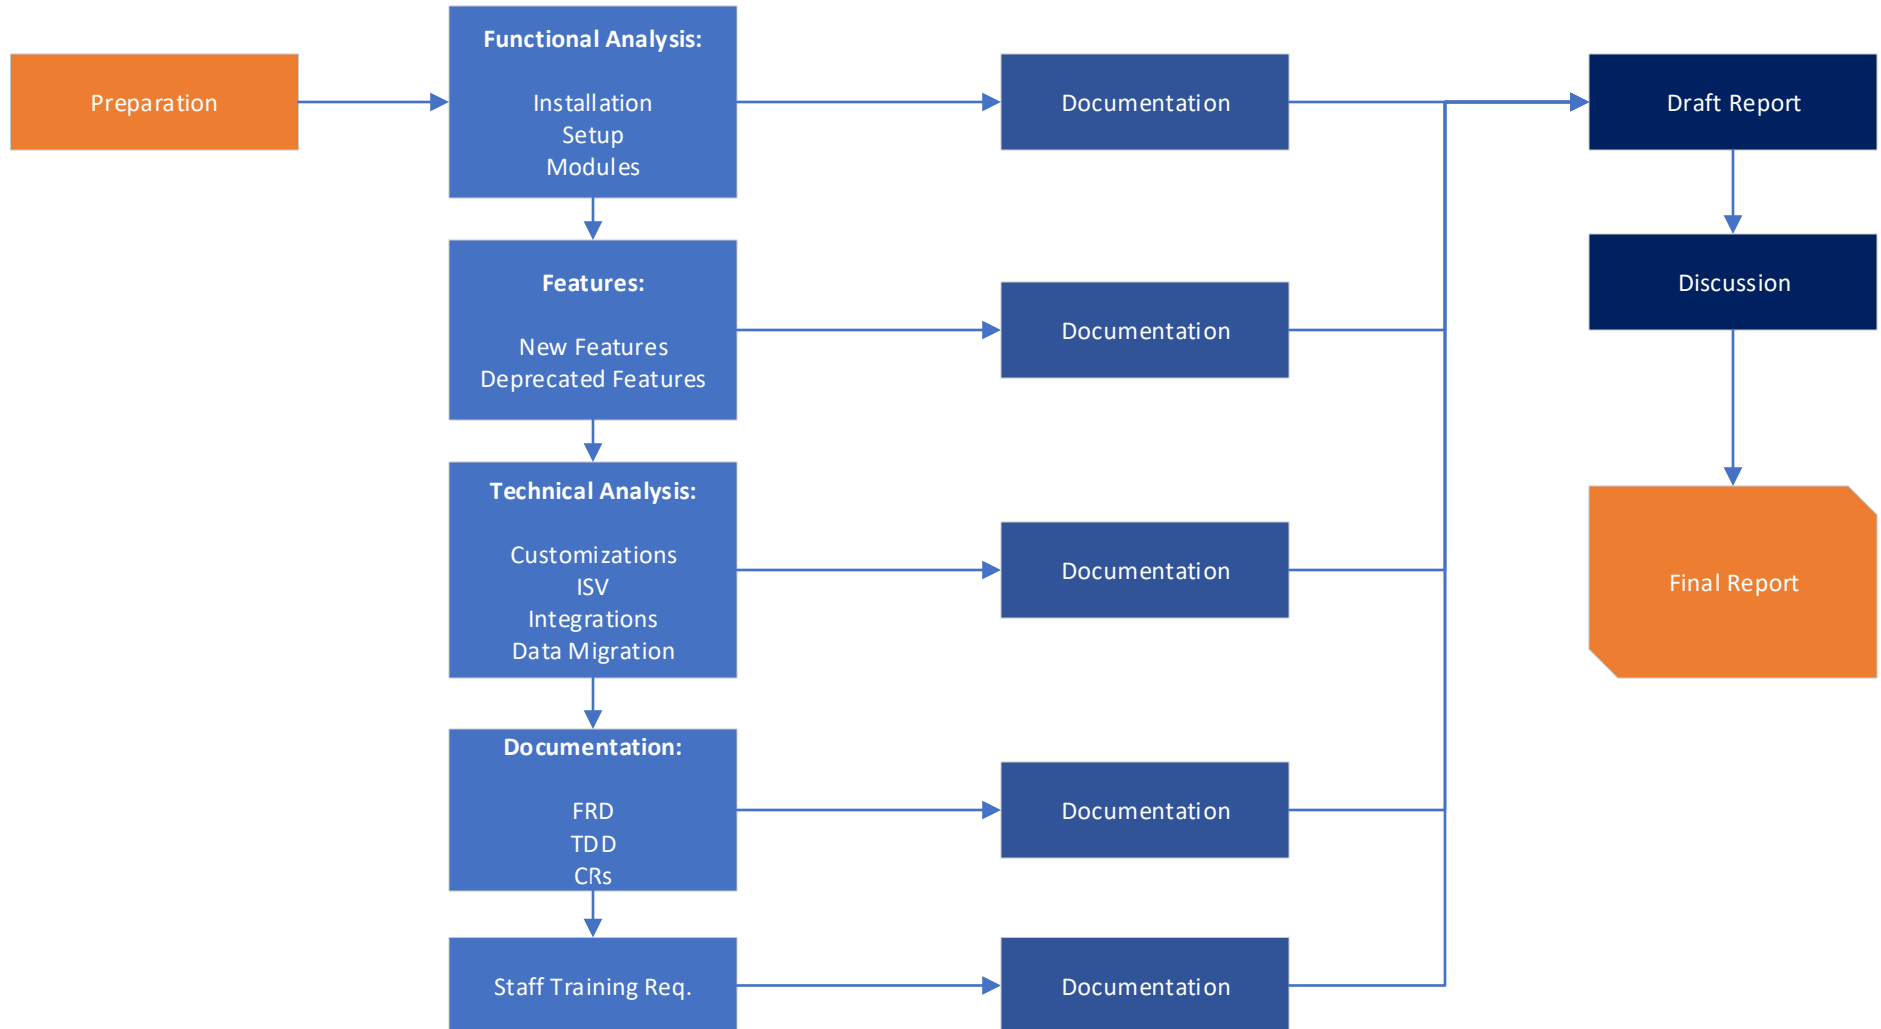 Preparation
Functional Analysis:
Installation
Setup
Modules
Documentation
Draft Report
Features:
New Features
Deprecated Features
Documentation
Discussion
Technical Analysis:
Customizations
ISV
Integrations
Data Migration
Documentation
Final Report
Documentation:
FRD
TDD
CRs
Documentation
Staff Training Req.
Documentation